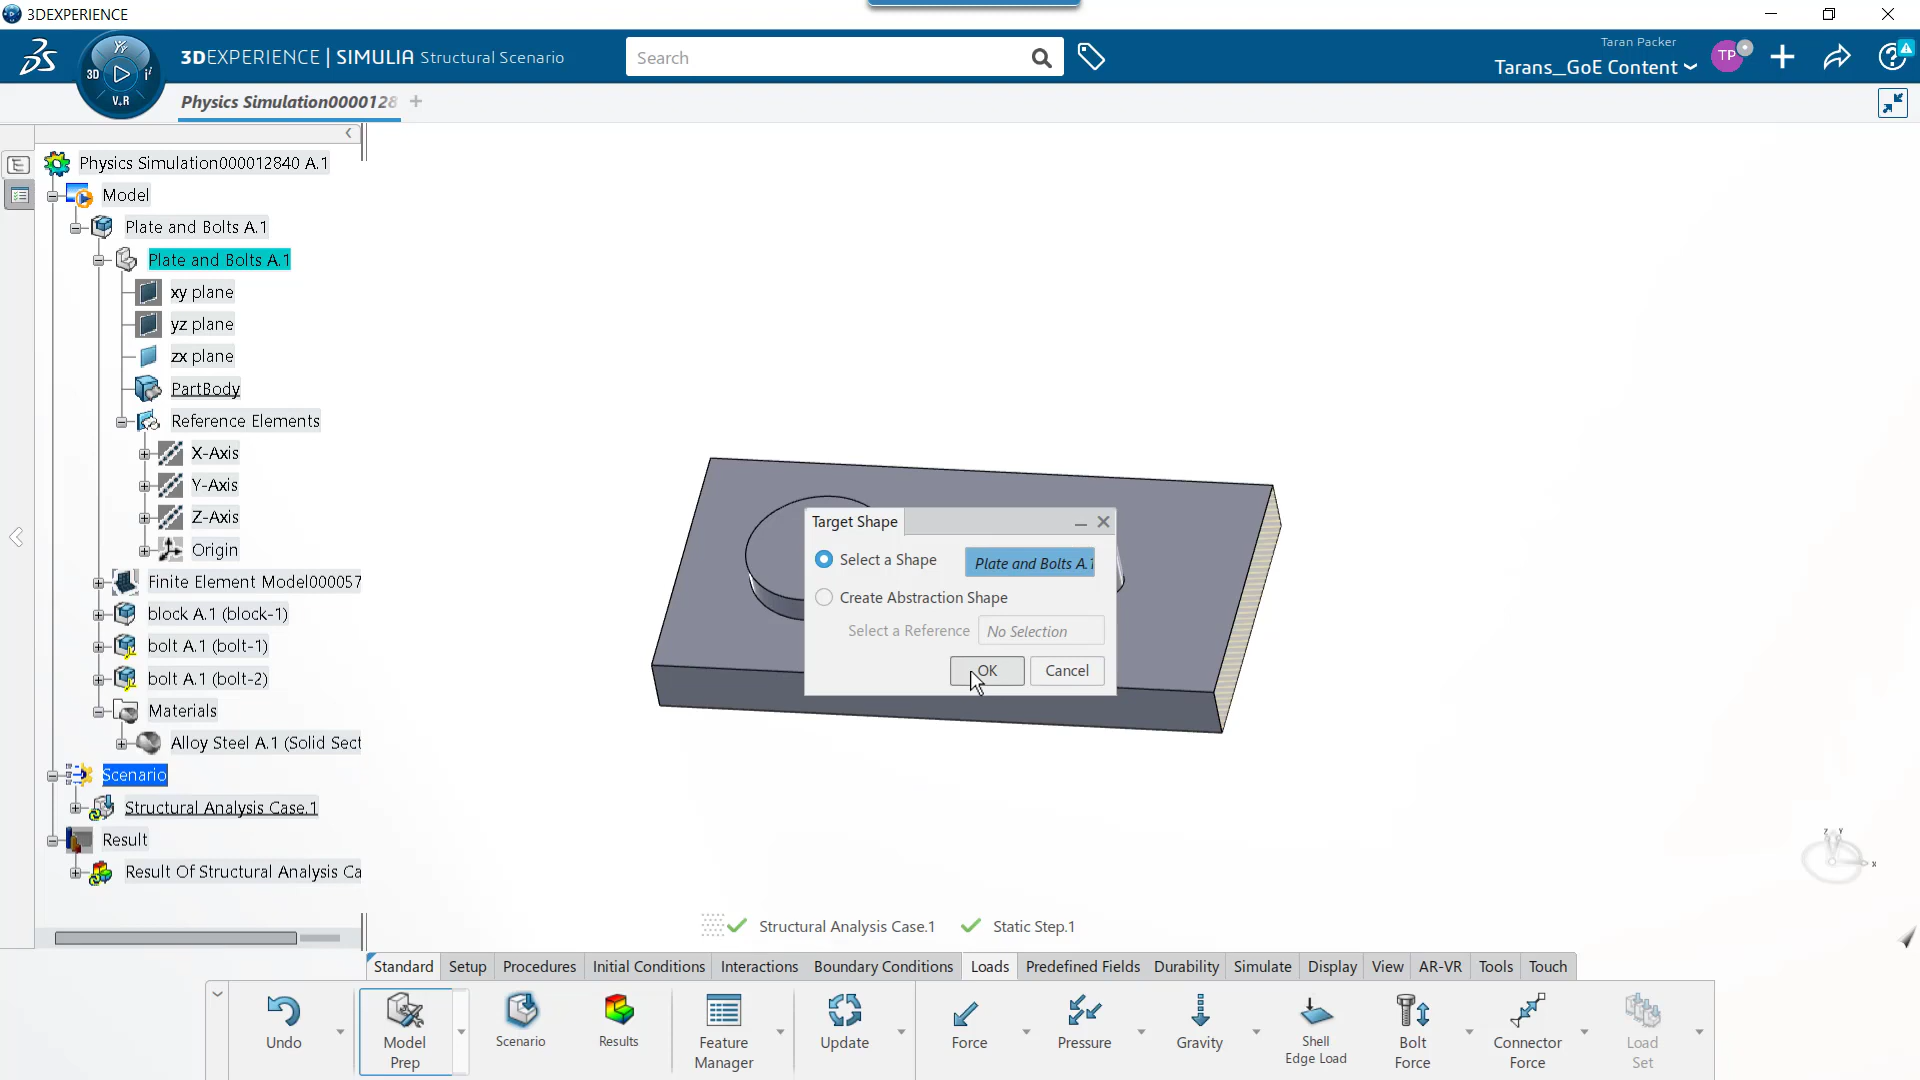 3DEXPERIENCE
3DEXPERIENCE | SIMULIA Structural Scenario
Search
Taran Packer
Tarans_GoE Content
TP
3D
V.R
Physics Simulation0000128
Physics Simulation000012840 A.1
Model
Plate and Bolts A.1
Plate and Bolts A.1
xy plane
yz plane
zx plane
PartBody
Reference Elements
X-Axis
Y-Axis
Z-Axis
Origin
Finite Element Model000057
block A.1 (block-1)
bolt A.1 (bolt-1)
bolt A.1 (bolt-2)
Materials
Alloy Steel A.1 (Solid Sect
Scenario
Structural Analysis Case.1
Result
Result Of Structural Analysis Ca
Target Shape
Select a Shape Plate and Bolts A.1
Create Abstraction Shape
Select a Reference No Selection
OK Cancel
z y
x
Structural Analysis Case.1 Static Step.1
Standard Setup Procedures Initial Conditions Interactions Boundary Conditions Loads Predefined Fields Durability Simulate Display View AR-VR Tools Touch
Undo
Model
Prep
Scenario
Results
Feature
Manager
Update
Force
Pressure
Gravity
Shell
Edge Load
Bolt
Force
Connector
Force
Load
Set